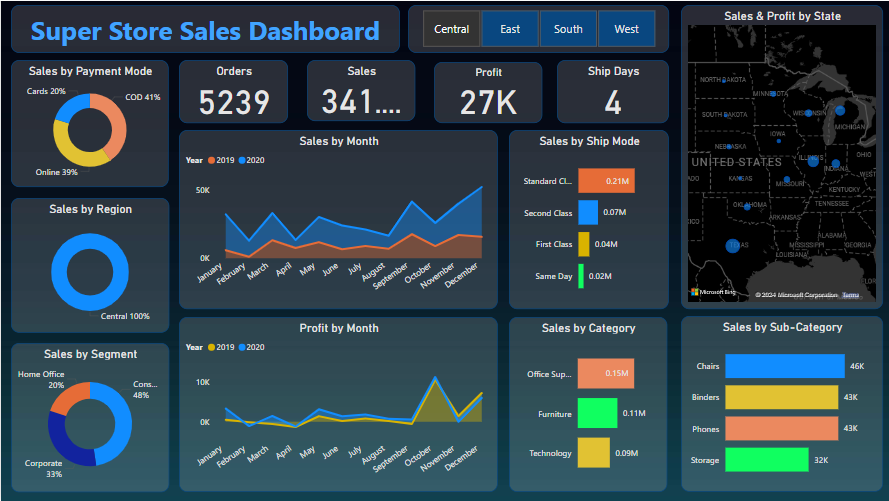 Super Store Sales Dashboard
Central
East
South
West
Sales & Profit by State
Sales by Payment Mode
Cards 20%
COD 41%
Online 39%
Orders
5239
Sales
341....
Profit
27K
Ship Days
4
Sales by Month
Year 2019 2020
50K
0K
January
February
March
April
May
June
July
August
September
October
November
December
Sales by Ship Mode
Standard Cl...
0.21M
Second Class
0.07M
First Class
0.04M
Same Day
0.02M
NORTH DAKOTA
MINNESOTA
SOUTH DAKOTA
WISCONSIN
MICHIGAN
IOWA
NEBRASKA
UNITED STATES
ILLINOIS
INDIANA
OHIO
KANSAS
MISSOURI
WEST
KENTUCKY
OKLAHOMA
TENNESSEE
ARKANSAS
ALABAMA
MISSISSIPPI
GEORGIA
TEXAS
LOUISIANA
Microsoft Bing
© 2024 Microsoft Corporation Terms
Sales by Region
Central 100%
Sales by Segment
Home Office
20%
Cons...
48%
Corporate
33%
Profit by Month
Year 2019 2020
10K
0K
January
February
March
April
May
June
July
August
September
October
November
December
Sales by Category
Office Sup...
0.15M
Furniture
0.11M
Technology
0.09M
Sales by Sub-Category
Chairs
46K
Binders
43K
Phones
43K
Storage
32K